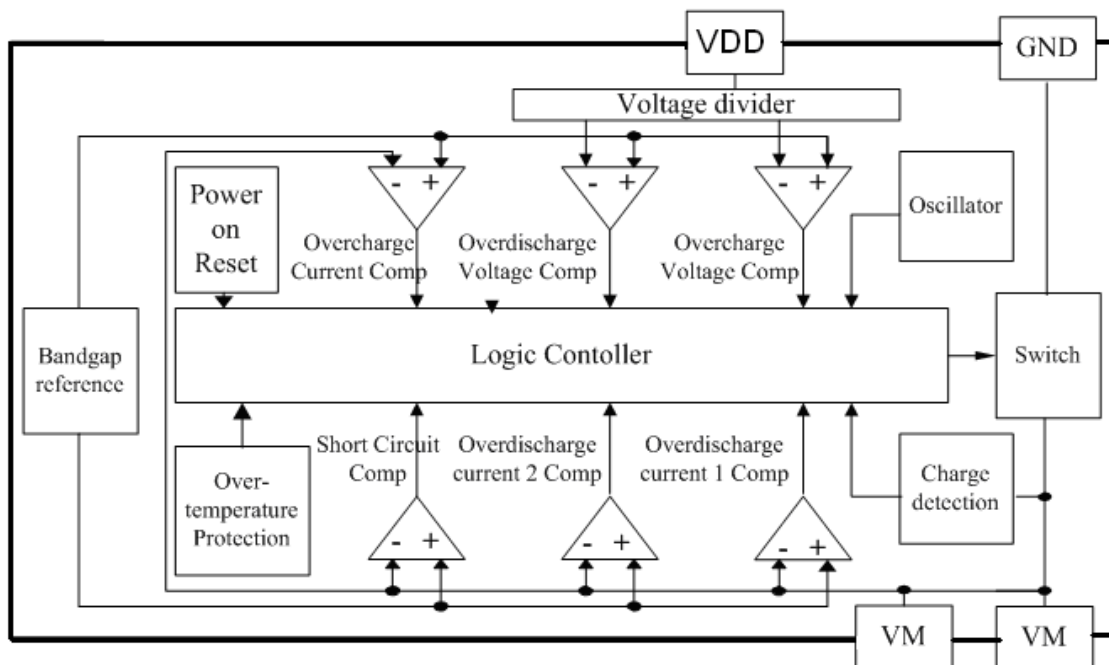 VDD
GND
Voltage divider
- +
- +
- +
Power
on
Reset
Oscillator
Overcharge
Current Comp
Overdischarge
Voltage Comp
Overcharge
Voltage Comp
Bandgap
reference
Logic Contoller
Switch
Short Circuit
Comp
Overdischarge
current 2 Comp
Overdischarge
current 1 Comp
Over-
temperature
Protection
Charge
detection
- +
- +
- +
VM
VM